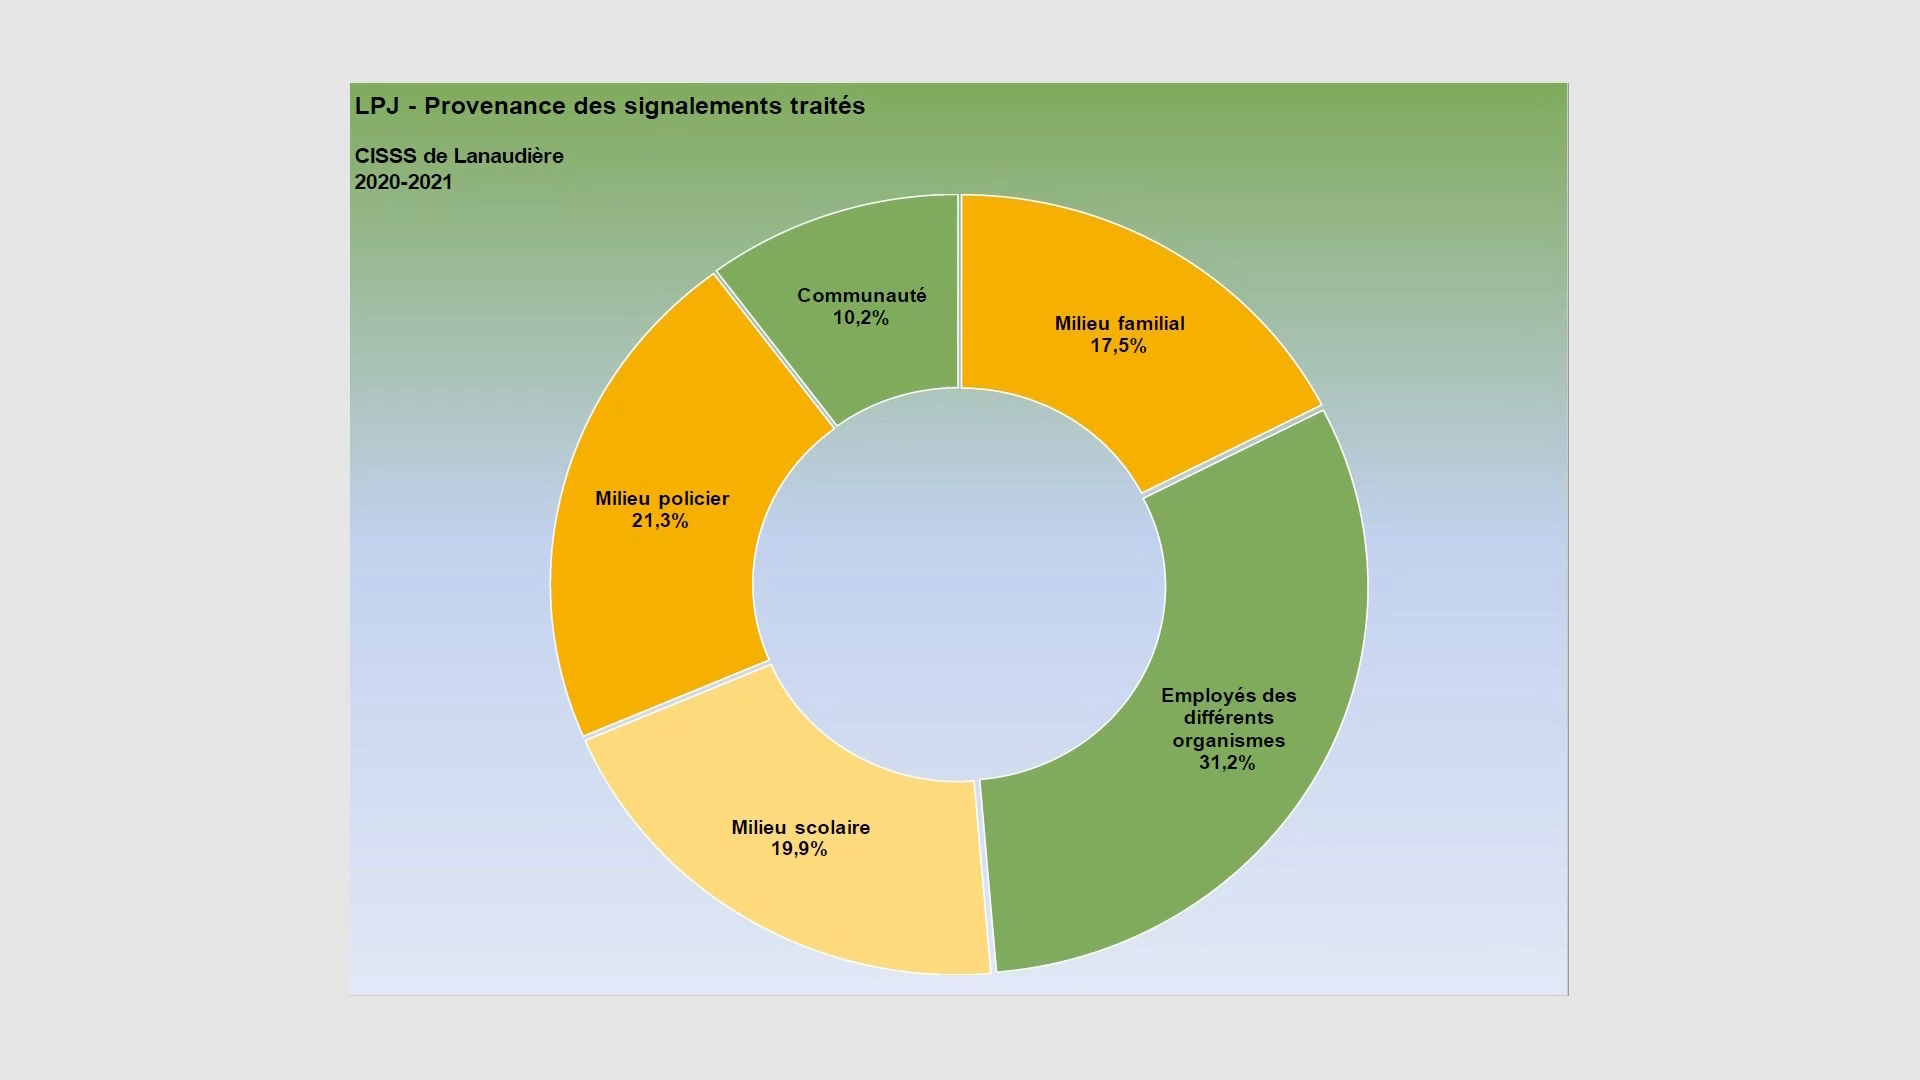 LPJ - Provenance des signalements traités
CISSS de Lanaudière
2020-2021
Communauté
10,2%
Milieu familial
17,5%
Milieu policier
21,3%
Employés des
différents
organismes
31,2%
Milieu scolaire
19,9%